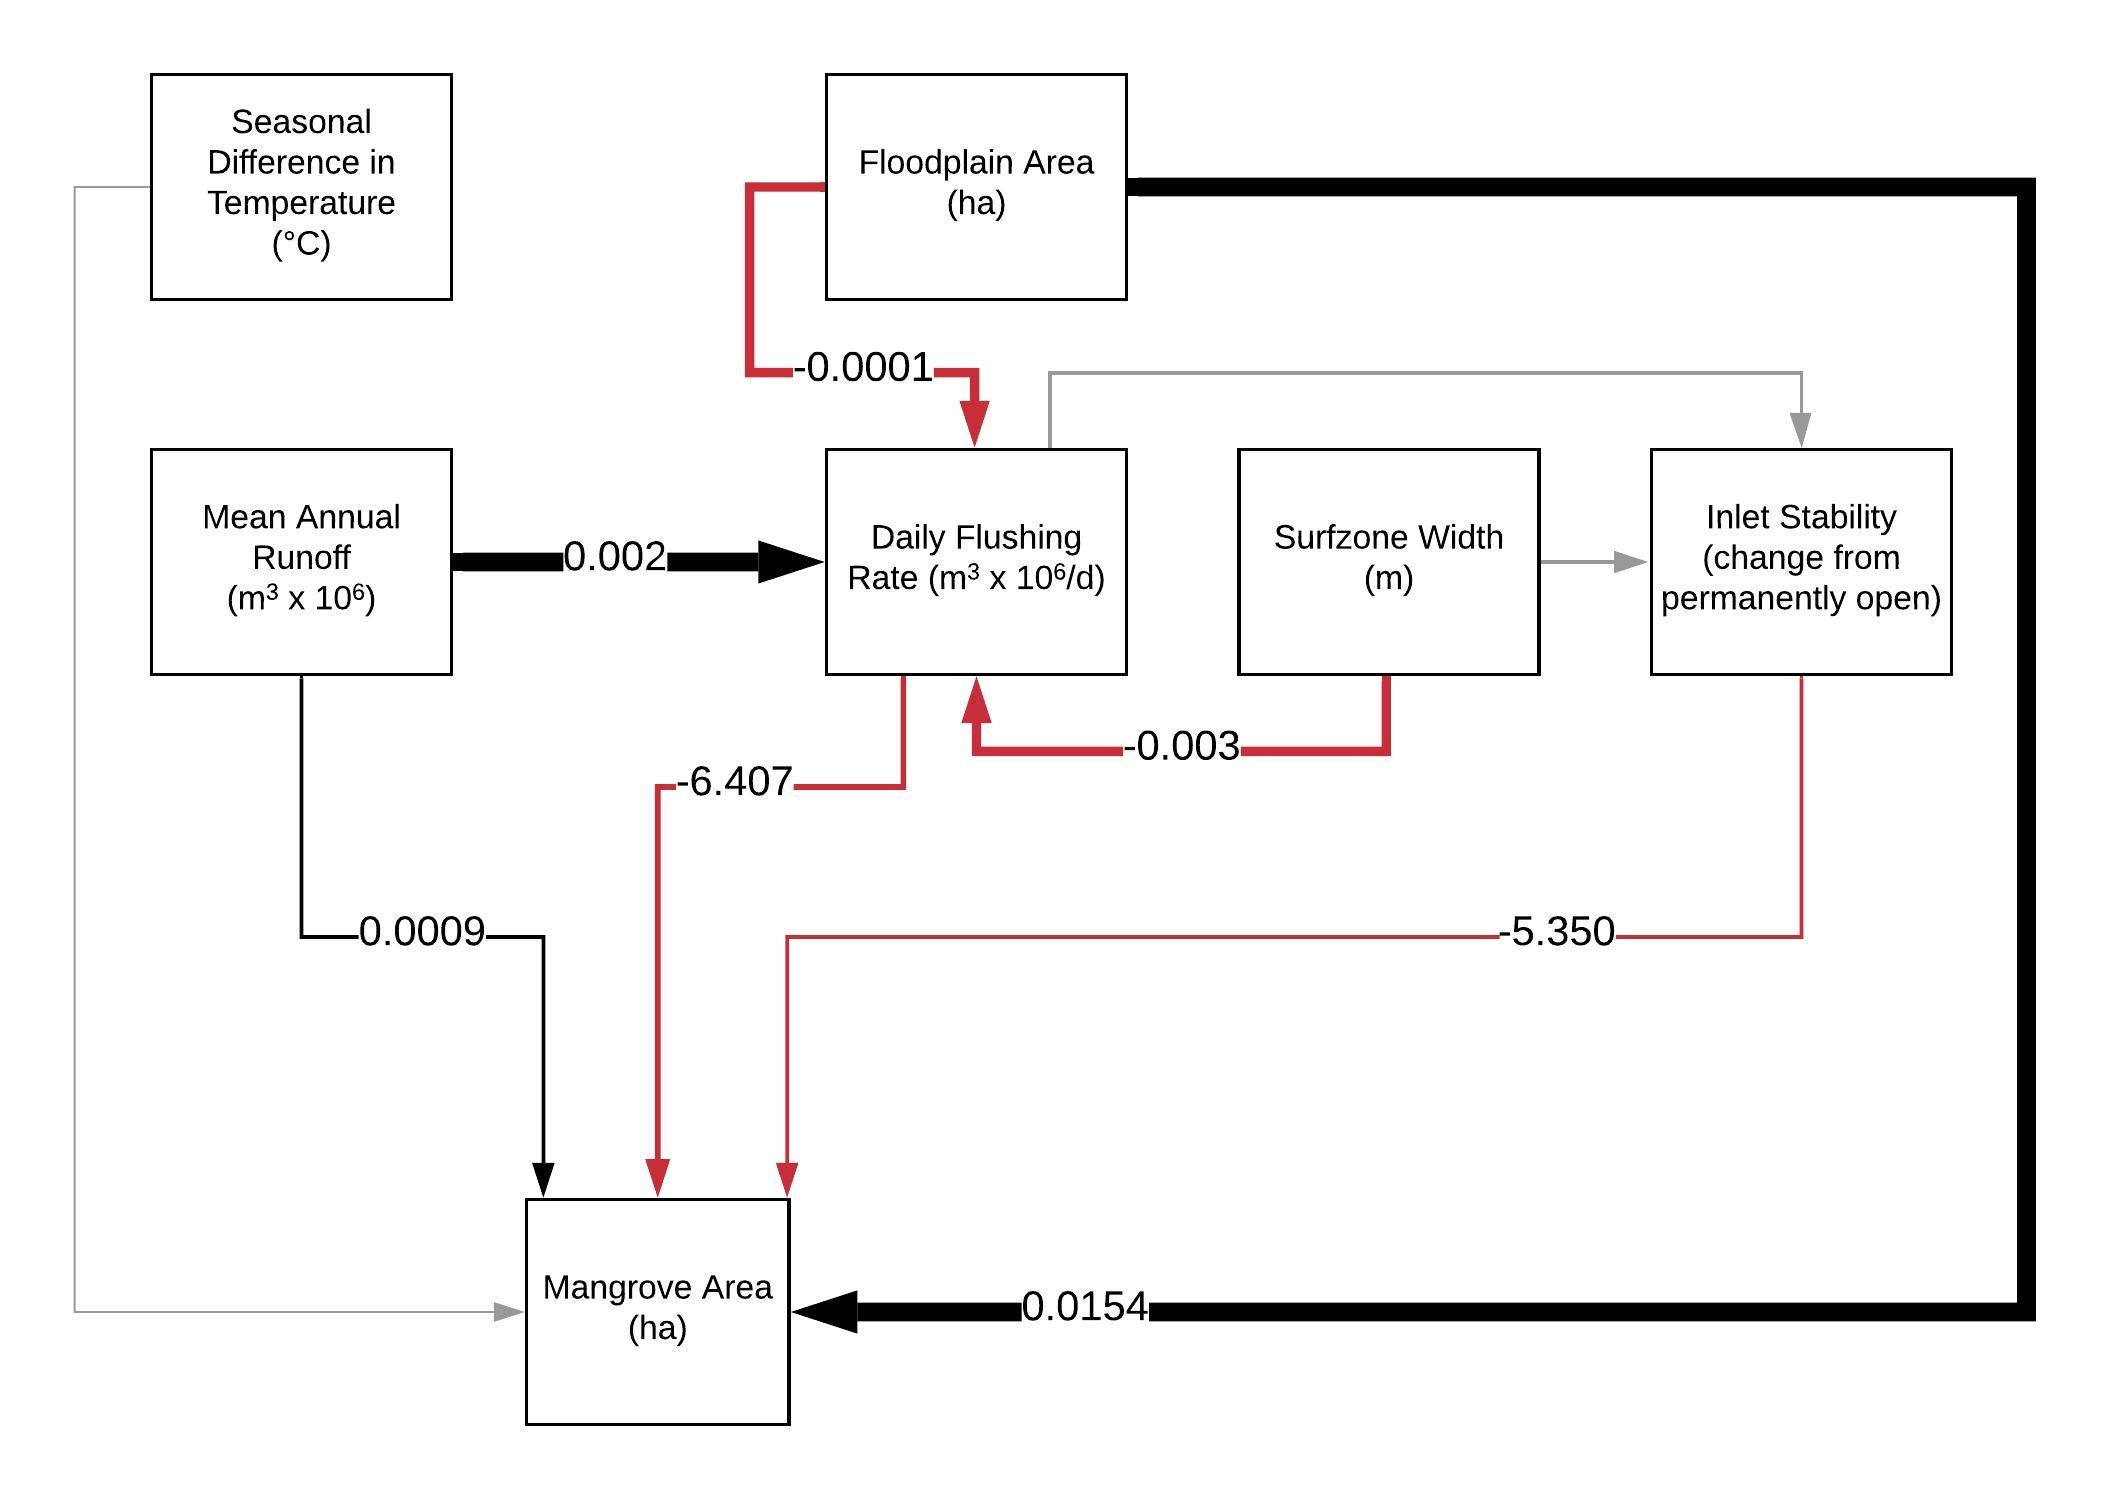 Seasonal
Difference in
Temperature
(°C)
Floodplain Area
(ha)
-0.0001
Mean Annual
Runoff
(m³ x 10⁶)
0.002
Daily Flushing
Rate (m³ x 10⁶/d)
Surfzone Width
(m)
Inlet Stability
(change from
permanently open)
-0.003
-6.407
0.0009
-5.350
Mangrove Area
(ha)
0.0154